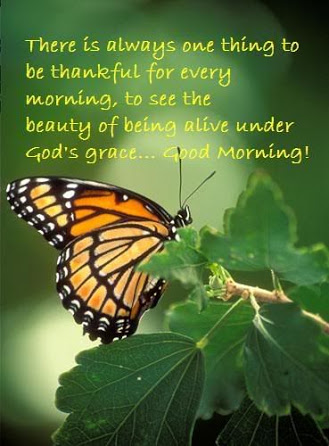 There is always one thing to
be thankful for every
morning, to see the
beauty of being alive under
God's grace... Good Morning!